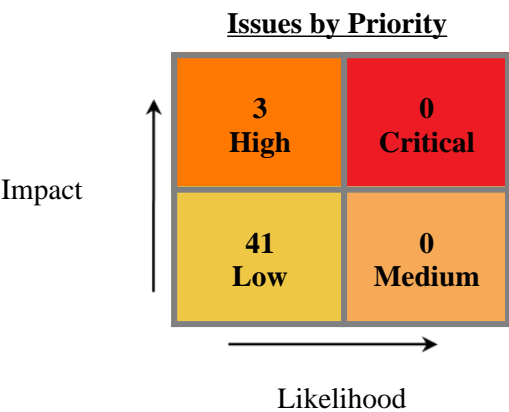 Issues by Priority
3
High
0
Critical
Impact
41
Low
0
Medium
Likelihood